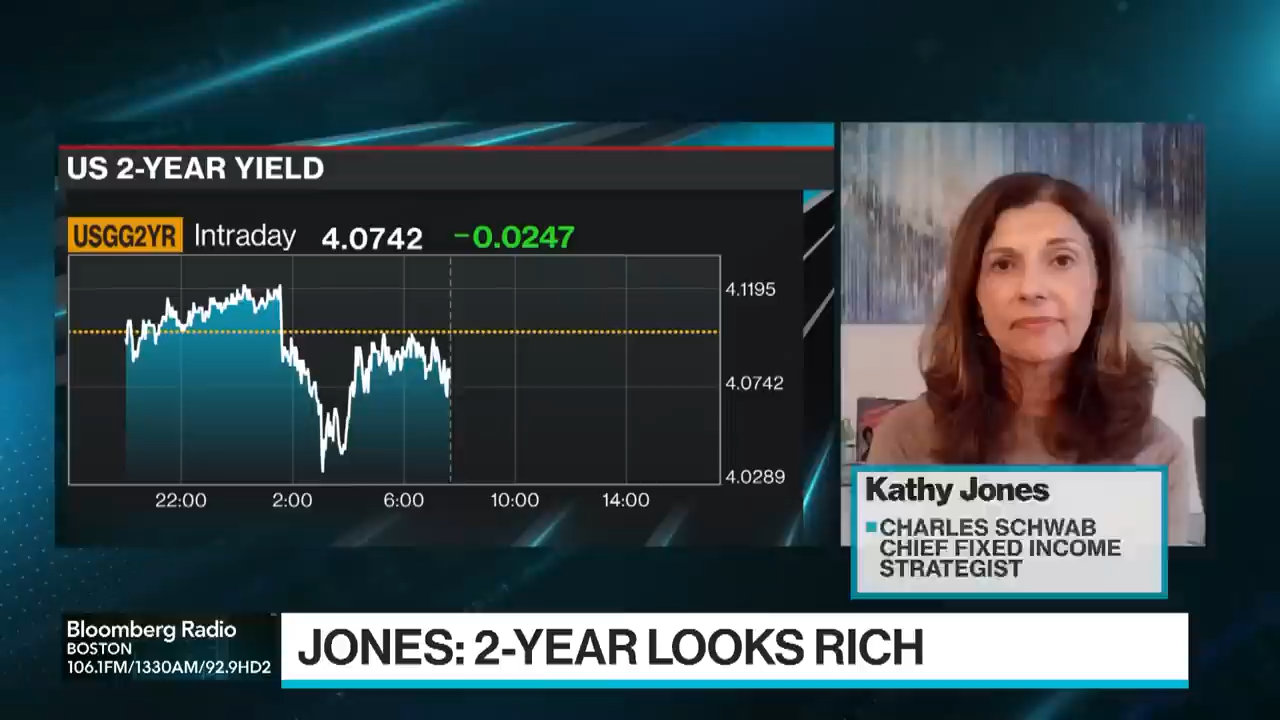 US 2-YEAR YIELD
USGG2YR Intraday 4.0742 -0.0247
4.1195
4.0742
4.0289
22:00 2:00 6:00 10:00 14:00
Kathy Jones
CHARLES SCHWAB
CHIEF FIXED INCOME
STRATEGIST
Bloomberg Radio
BOSTON
106.1FM/1330AM/92.9HD2
JONES: 2-YEAR LOOKS RICH